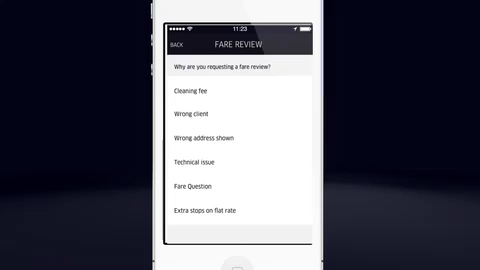 11:23
BACK
FARE REVIEW
Why are you requesting a fare review?
Cleaning fee
Wrong client
Wrong address shown
Technical issue
Fare Question
Extra stops on flat rate